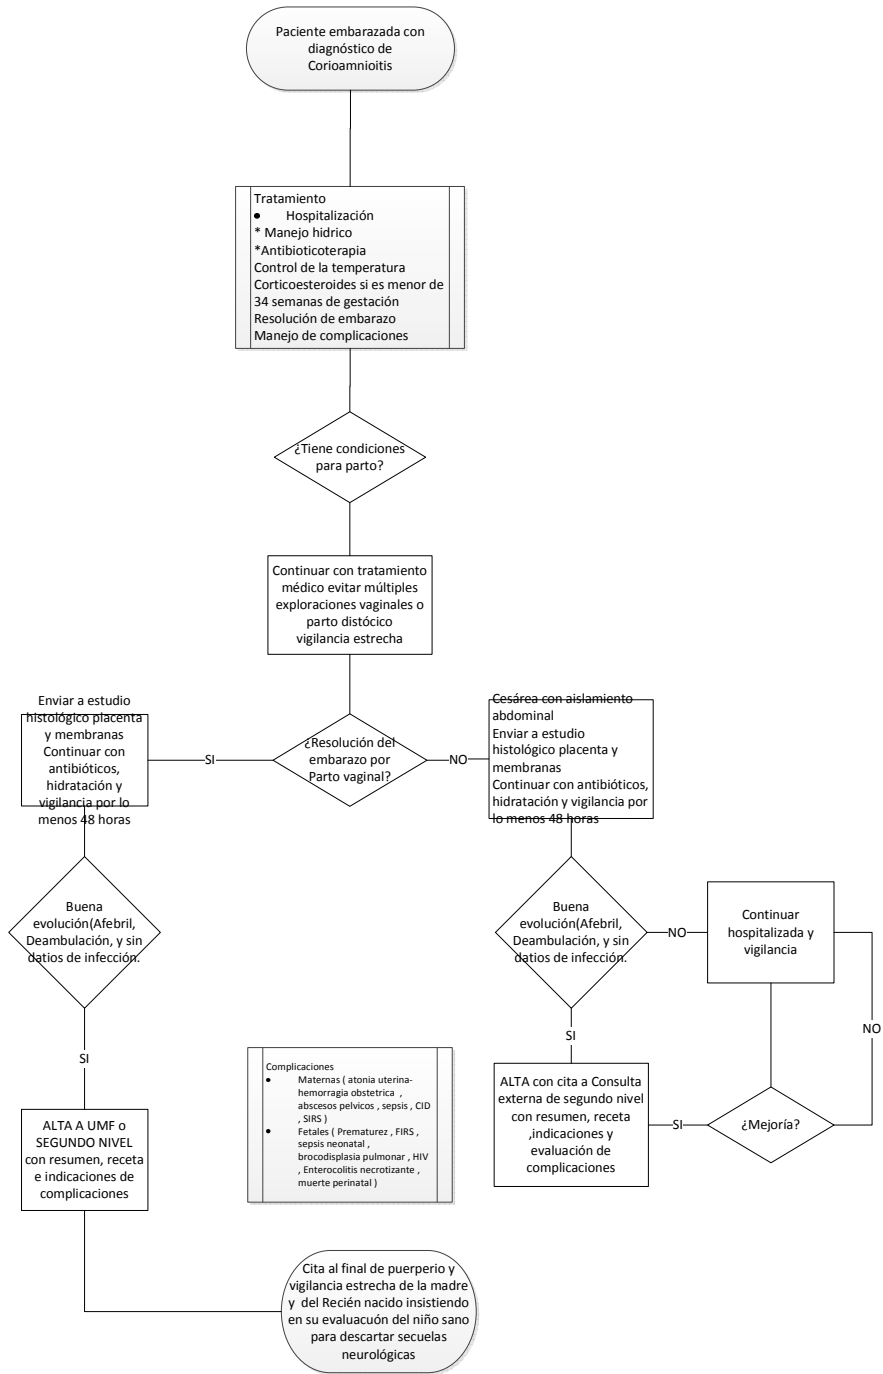 Paciente embarazada con
diagnóstico de
Corioamnioitis
Tratamiento
• Hospitalización
* Manejo hidrico
*Antibioticoterapia
Control de la temperatura
Corticoesteroides si es menor de
34 semanas de gestación
Resolución de embarazo
Manejo de complicaciones
¿Tiene condiciones
para parto?
Continuar con tratamiento
médico evitar múltiples
exploraciones vaginales o
parto distócico
vigilancia estrecha
¿Resolución del
embarazo por
Parto vaginal?
SI
NO
Enviar a estudio
histológico placenta
y membranas
Continuar con
antibióticos,
hidratación y
vigilancia por lo
menos 48 horas
Cesárea con aislamiento
abdominal
Enviar a estudio
histológico placenta y
membranas
Continuar con antibióticos,
hidratación y vigilancia por
lo menos 48 horas
Buena
evolución(Afebril,
Deambulación, y sin
datios de infección.
SI
Buena
evolución(Afebril,
Deambulación, y sin
datios de infección.
NO
Continuar
hospitalizada y
vigilancia
NO
SI
ALTA con cita a Consulta
externa de segundo nivel
con resumen, receta
,indicaciones y
evaluación de
complicaciones
SI
¿Mejoría?
ALTA A UMF o
SEGUNDO NIVEL
con resumen, receta
e indicaciones de
complicaciones
Complicaciones
• Maternas ( atonia uterina-
hemorragia obstetrica ,
abscesos pelvicos , sepsis , CID
, SIRS )
• Fetales ( Prematurez , FIRS ,
sepsis neonatal ,
brocodisplasia pulmonar , HIV
, Enterocolitis necrotizante ,
muerte perinatal )
Cita al final de puerperio y
vigilancia estrecha de la madre
y del Recién nacido insistiendo
en su evaluacuón del niño sano
para descartar secuelas
neurológicas